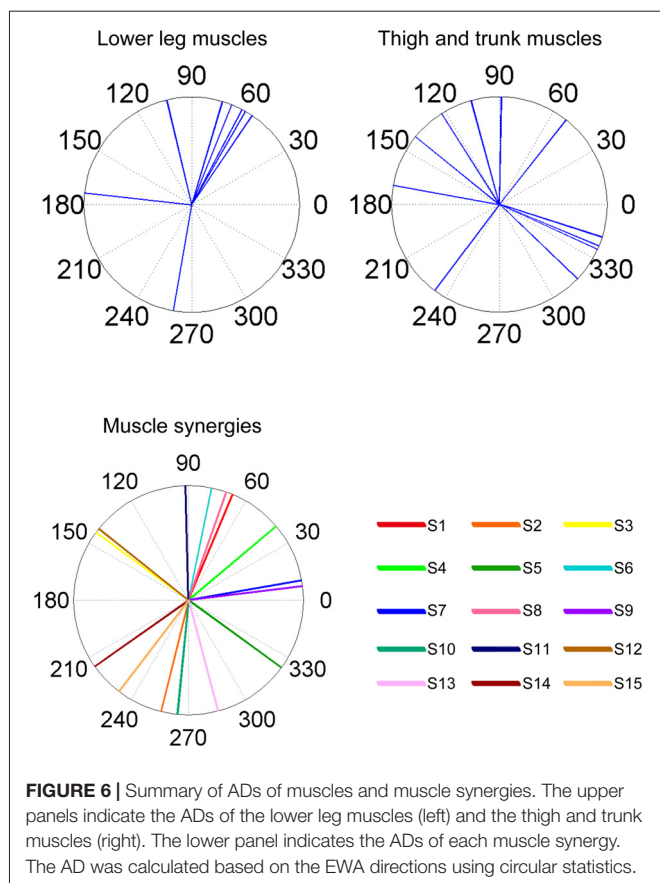 Lower leg muscles
90
120 60
150 30
180 0
210 330
240 300
270
Thigh and trunk muscles
90
120 60
150 30
180 0
210 330
240 300
270
Muscle synergies
90
120 60
150 30
180 0
210 330
240 300
270
S1 S2 S3
S4 S5 S6
S7 S8 S9
S10 S11 S12
S13 S14 S15
FIGURE 6 | Summary of ADs of muscles and muscle synergies. The upper
panels indicate the ADs of the lower leg muscles (left) and the thigh and trunk
muscles (right). The lower panel indicates the ADs of each muscle synergy.
The AD was calculated based on the EWA directions using circular statistics.